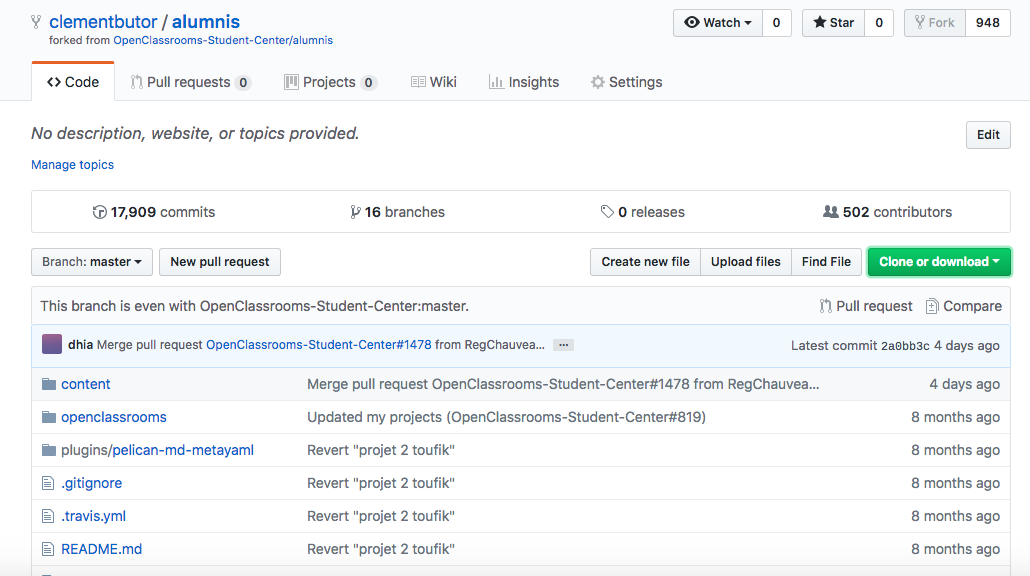 clementbutor / alumnis
Watch 0 Star 0 Fork 948
forked from OpenClassrooms-Student-Center/alumnis
Code Pull requests 0 Projects 0 Wiki Insights Settings
No description, website, or topics provided.
Edit
Manage topics
17,909 commits 16 branches 0 releases 502 contributors
Branch: master New pull request Create new file Upload files Find File Clone or download
This branch is even with OpenClassrooms-Student-Center:master. Pull request Compare
dhia Merge pull request OpenClassrooms-Student-Center#1478 from RegChauvea... ... Latest commit 2a0bb3c 4 days ago
content Merge pull request OpenClassrooms-Student-Center#1478 from RegChauvea... 4 days ago
openclassrooms Updated my projects (OpenClassrooms-Student-Center#819) 8 months ago
plugins/pelican-md-metayaml Revert "projet 2 toufik" 8 months ago
.gitignore Revert "projet 2 toufik" 8 months ago
.travis.yml Revert "projet 2 toufik" 8 months ago
README.md Revert "projet 2 toufik" 8 months ago